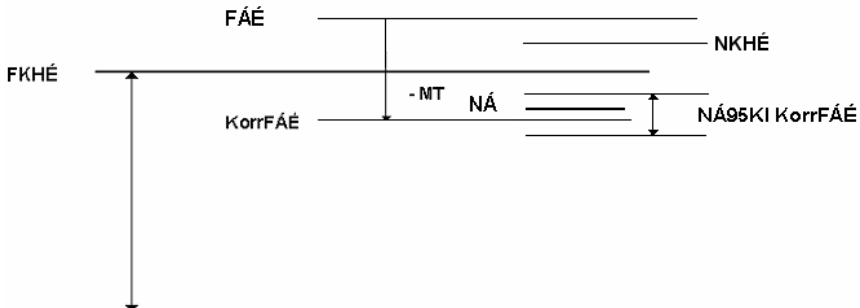 FÁÉ
NKHÉ
FKHÉ
- MT
NÁ
KorrFÁÉ
NÁ95KI KorrFÁÉ